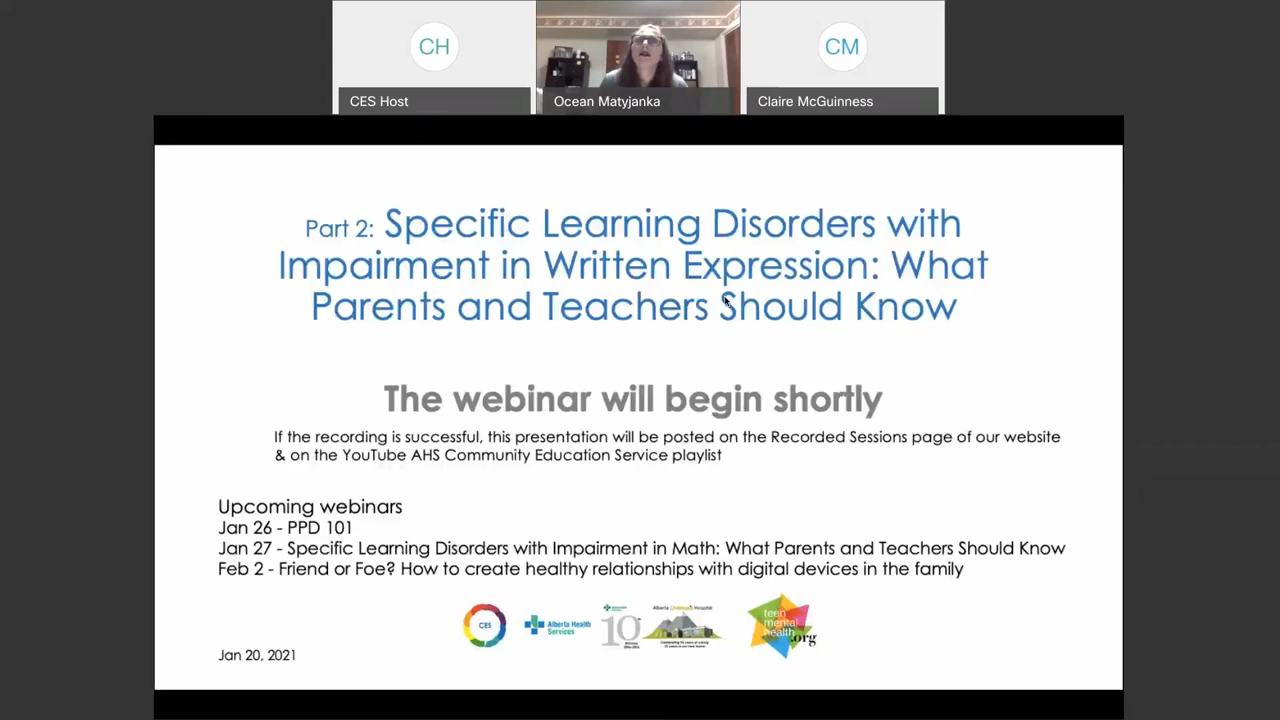 CH
CM
CES Host
Ocean Matyjanka
Claire McGuinness
Part 2: Specific Learning Disorders with
Impairment in Written Expression: What
Parents and Teachers Should Know
The webinar will begin shortly
If the recording is successful, this presentation will be posted on the Recorded Sessions page of our website
& on the YouTube AHS Community Education Service playlist
Upcoming webinars
Jan 26 - PPD 101
Jan 27 - Specific Learning Disorders with Impairment in Math: What Parents and Teachers Should Know
Feb 2 - Friend or Foe? How to create healthy relationships with digital devices in the family
CES
Alberta Health
Services
10
Alberta Children's Hospital
teen
mental
health
.org
Jan 20, 2021